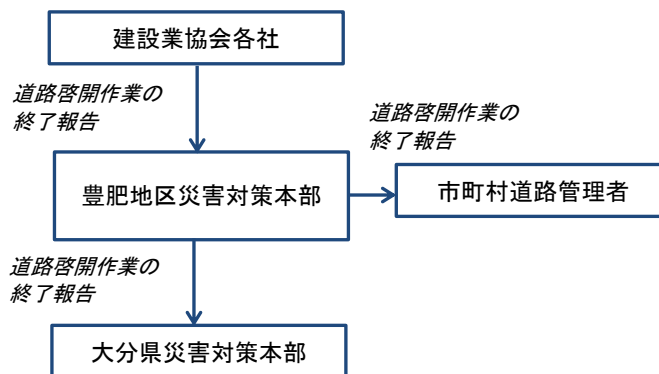 建設業協会各社
道路啓開作業の
終了報告
道路啓開作業の
終了報告
豊肥地区災害対策本部
市町村道路管理者
道路啓開作業の
終了報告
大分県災害対策本部